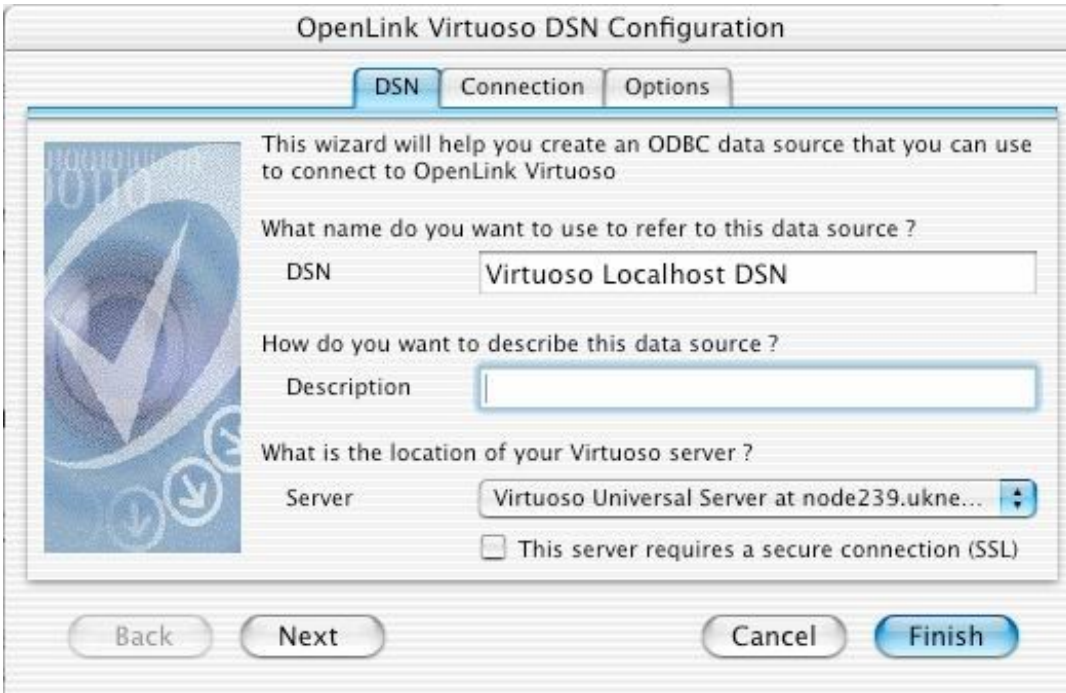 OpenLink Virtuoso DSN Configuration
DSN Connection Options
This wizard will help you create an ODBC data source that you can use
to connect to OpenLink Virtuoso
What name do you want to use to refer to this data source ?
DSN Virtuoso Localhost DSN
How do you want to describe this data source ?
Description
What is the location of your Virtuoso server ?
Server Virtuoso Universal Server at node239.ukne...
This server requires a secure connection (SSL)
Back Next Cancel Finish